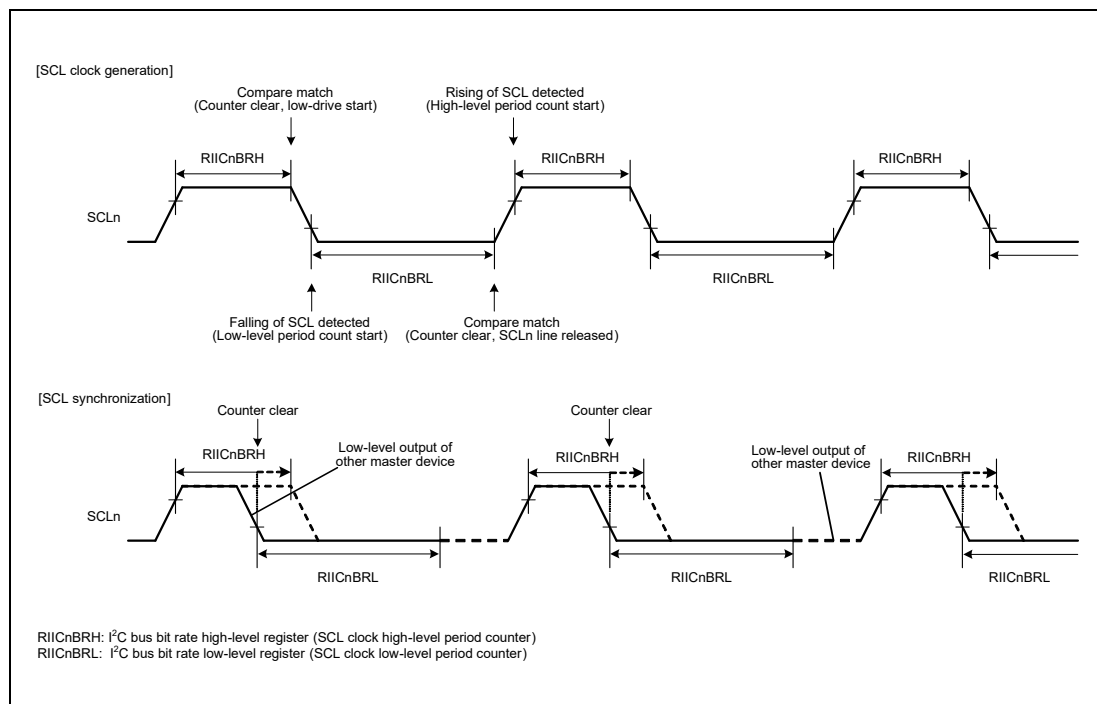 [SCL clock generation]
Compare match
(Counter clear, low-drive start)
Rising of SCL detected
(High-level period count start)
RIICnBRH
RIICnBRH
RIICnBRH
SCLn
RIICnBRL
RIICnBRL
Falling of SCL detected
(Low-level period count start)
Compare match
(Counter clear, SCLn line released)
[SCL synchronization]
Counter clear
Counter clear
RIICnBRH
Low-level output of
other master device
RIICnBRH
Low-level output of
other master device
RIICnBRH
SCLn
RIICnBRL
RIICnBRL
RIICnBRL
RIICnBRH: I²C bus bit rate high-level register (SCL clock high-level period counter)
RIICnBRL: I²C bus bit rate low-level register (SCL clock low-level period counter)